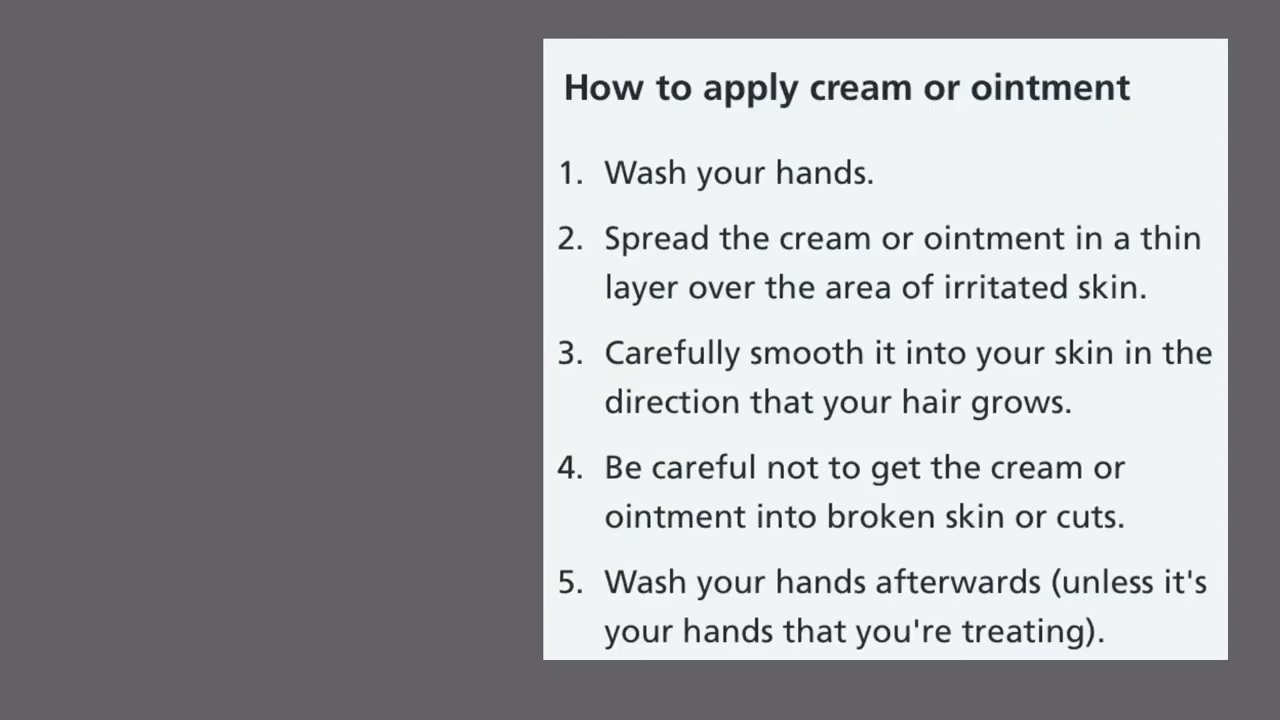 How to apply cream or ointment
1. Wash your hands.
2. Spread the cream or ointment in a thin
layer over the area of irritated skin.
3. Carefully smooth it into your skin in the
direction that your hair grows.
4. Be careful not to get the cream or
ointment into broken skin or cuts.
5. Wash your hands afterwards (unless it's
your hands that you're treating).